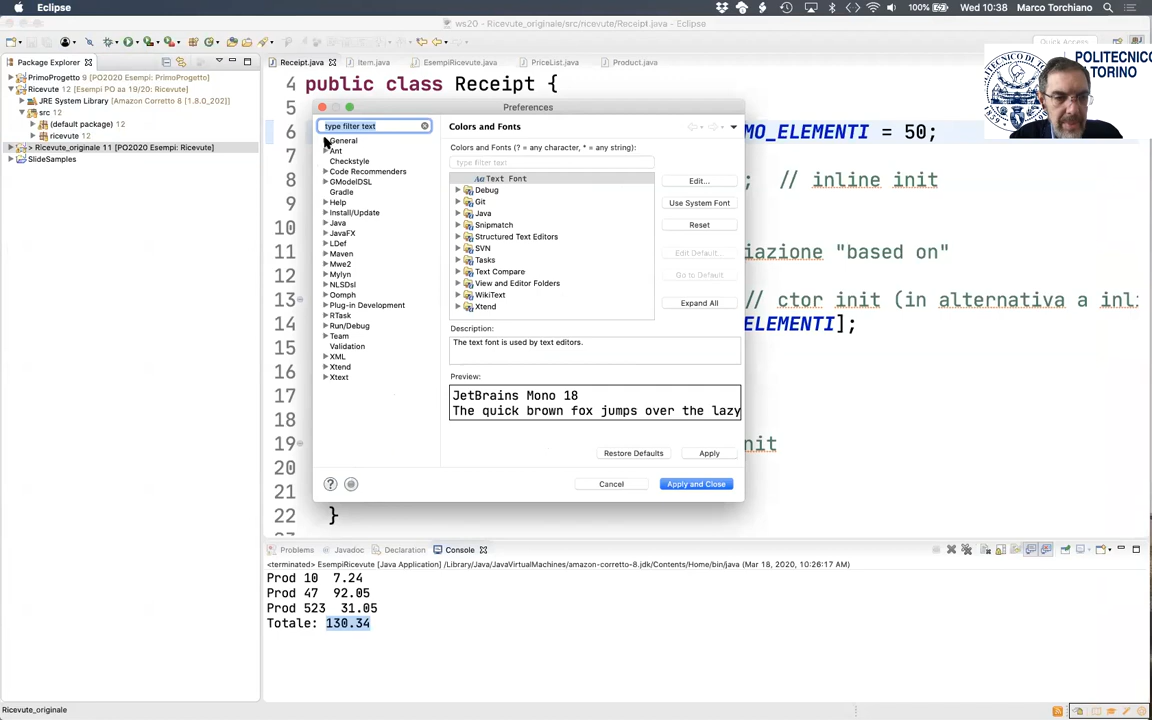 Eclipse
100%
Wed 10:38
Marco Torchiano
ws20 - Ricevute_originale/src/ricevute/Receipt.java - Eclipse
Quick Access
Package Explorer
PrimoProgetto 9 [PO2020 Esempi: PrimoProgetto]
Ricevute 12 [Esempi PO aa 19/20: Ricevute]
JRE System Library [Amazon Corretto 8 [1.8.0_202]]
src 12
(default package) 12
ricevute 12
> Ricevute_originale 11 [PO2020 Esempi: Ricevute]
SlideSamples
Receipt.java
Item.java
EsempiRicevute.java
PriceList.java
Product.java
POLITECNICO
DI TORINO
4 public class Receipt {
5
6 MO_ELEMENTI = 50;
7
8 ; // inline init
9
10
11 iazione "based on"
12
13 // ctor init (in alternativa a inl
14 ELEMENTI];
15
16
17
18
19 nit
20
21
22 }
Preferences
type filter text
General
Ant
Checkstyle
Code Recommenders
GModelDSL
Gradle
Help
Install/Update
Java
JavaFX
LDef
Maven
Mwe2
Mylyn
NLSDsl
Oomph
Plug-in Development
RTask
Run/Debug
Team
Validation
XML
Xtend
Xtext
Colors and Fonts
Colors and Fonts (? = any character, * = any string):
type filter text
Aa Text Font
Debug
Git
Java
Snipmatch
Structured Text Editors
SVN
Tasks
Text Compare
View and Editor Folders
WikiText
Xtend
Edit...
Use System Font
Reset
Edit Default...
Go to Default
Expand All
Description:
The text font is used by text editors.
Preview:
JetBrains Mono 18
The quick brown fox jumps over the lazy
Restore Defaults
Apply
?
Cancel
Apply and Close
Problems
Javadoc
Declaration
Console
<terminated> EsempiRicevute [Java Application] /Library/Java/JavaVirtualMachines/amazon-corretto-8.jdk/Contents/Home/bin/java (Mar 18, 2020, 10:26:17 AM)
Prod 10 7.24
Prod 47 92.05
Prod 523 31.05
Totale: 130.34
Ricevute_originale